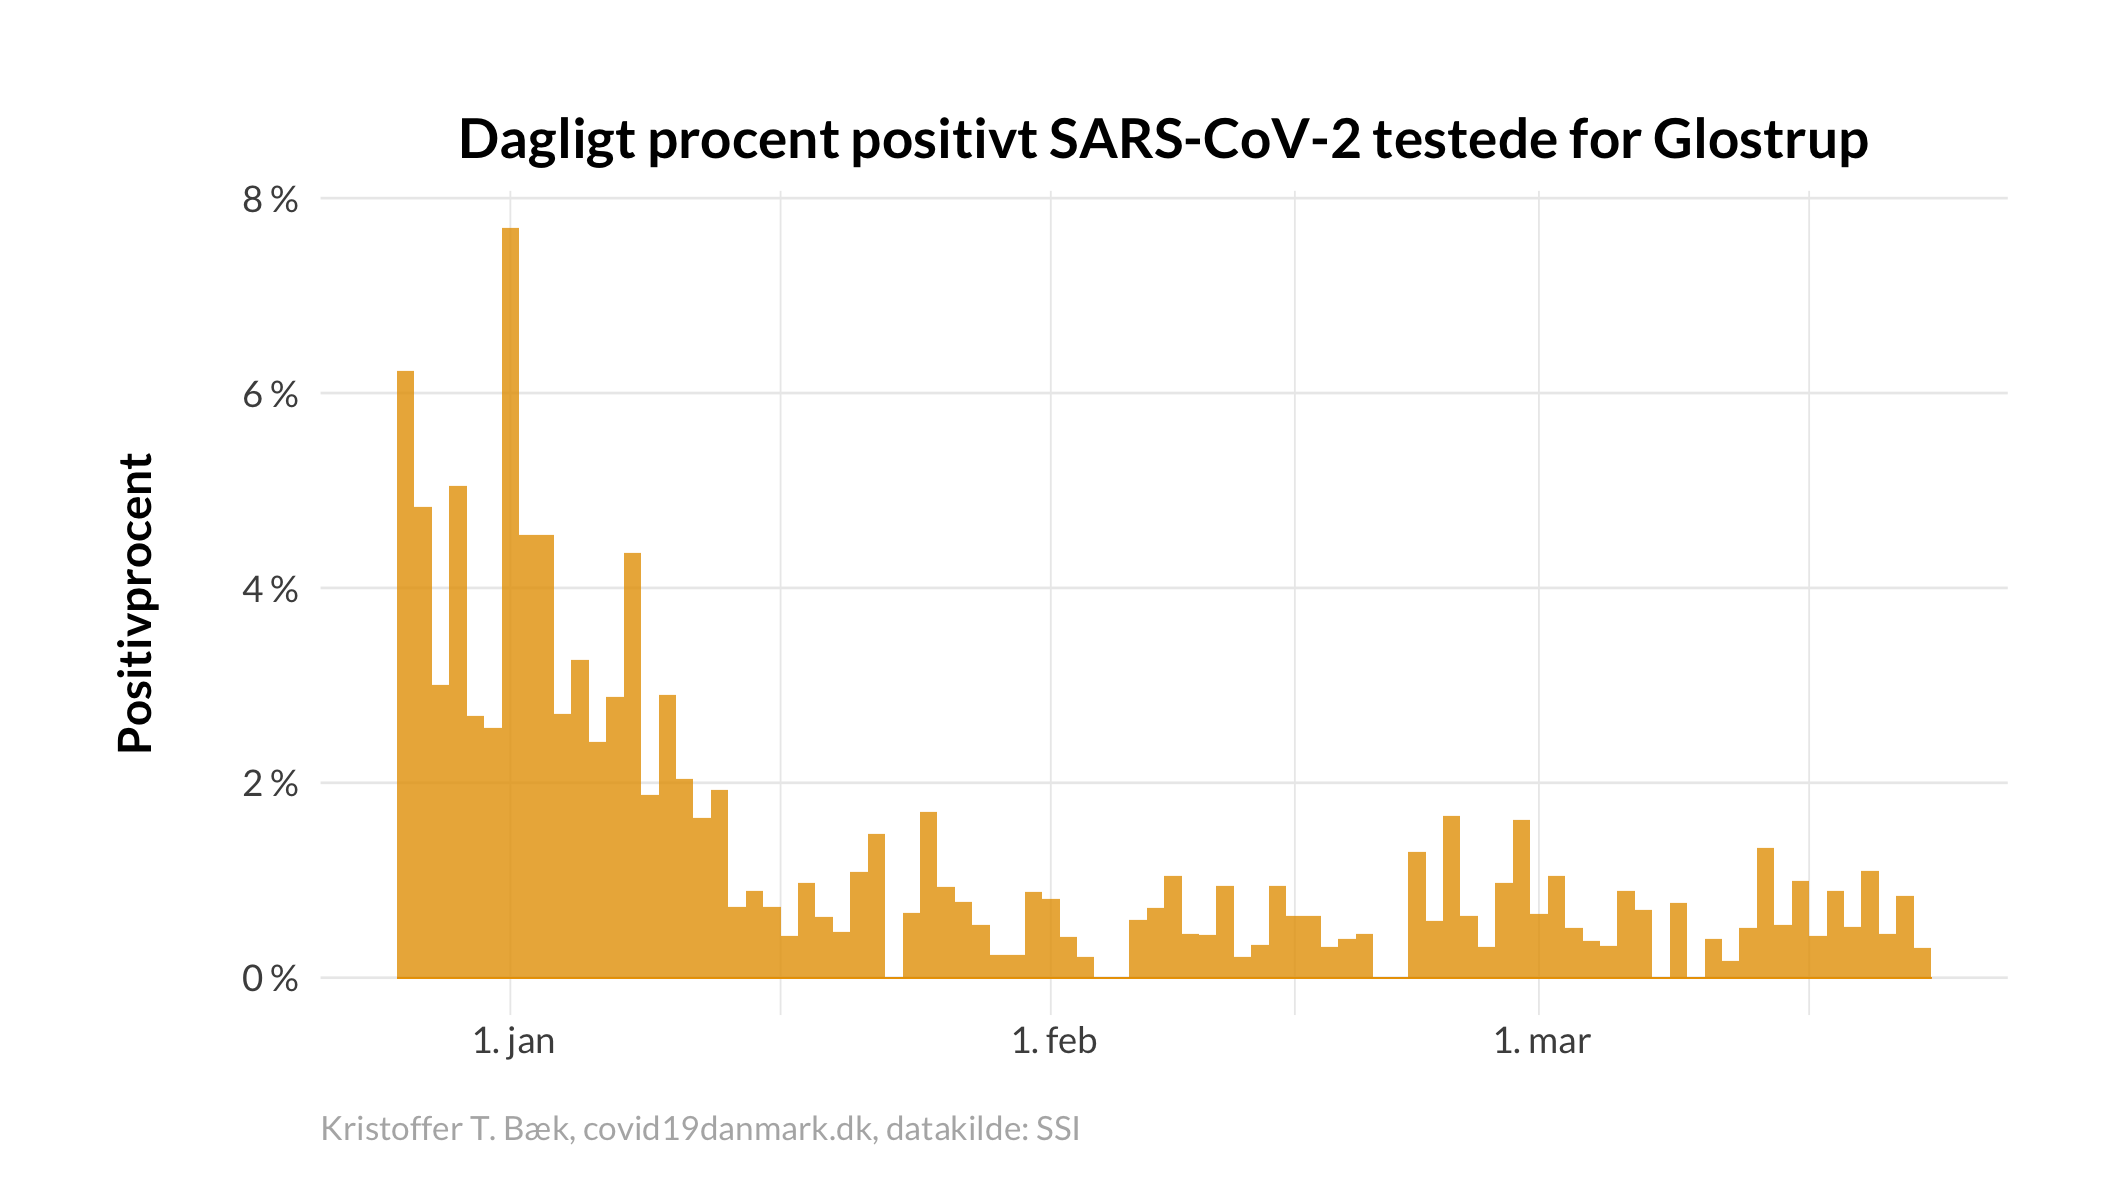 Dagligt procent positivt SARS-CoV-2 testede for Glostrup
Positivprocent
8 %
6 %
4 %
2 %
0 %
1. jan
1. feb
1. mar
Kristoffer T. Bæk, covid19danmark.dk, datakilde: SSI